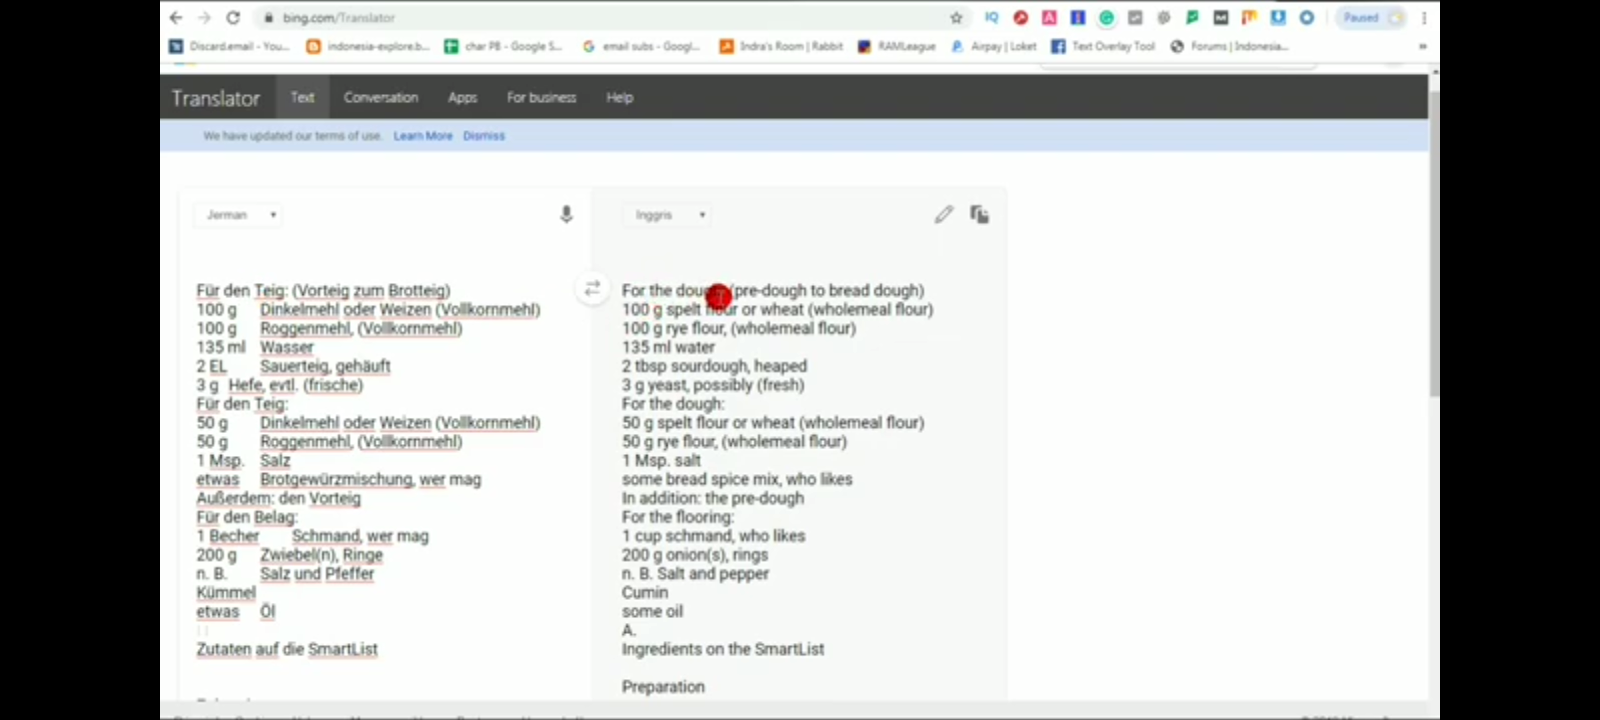 bing.com/Translator
Paused
Discard.email - You...
indonesia-explore.b...
char PB - Google S...
email subs - Googl...
Indra's Room | Rabbit
RAMLeague
Airpay | Loket
Text Overlay Tool
Forums | Indonesia...
Translator
Text
Conversation
Apps
For business
Help
We have updated our terms of use. Learn More Dismiss
Jerman
Für den Teig: (Vorteig zum Brotteig)
100 g Dinkelmehl oder Weizen (Vollkornmehl)
100 g Roggenmehl, (Vollkornmehl)
135 ml Wasser
2 EL Sauerteig, gehäuft
3 g Hefe, evtl. (frische)
Für den Teig:
50 g Dinkelmehl oder Weizen (Vollkornmehl)
50 g Roggenmehl, (Vollkornmehl)
1 Msp. Salz
etwas Brotgewürzmischung, wer mag
Außerdem: den Vorteig
Für den Belag:
1 Becher Schmand, wer mag
200 g Zwiebel(n), Ringe
n. B. Salz und Pfeffer
Kümmel
etwas Öl
Zutaten auf die SmartList
Inggris
For the (pre-dough to bread dough)
100 g spelt flour or wheat (wholemeal flour)
100 g rye flour, (wholemeal flour)
135 ml water
2 tbsp sourdough, heaped
3 g yeast, possibly (fresh)
For the dough:
50 g spelt flour or wheat (wholemeal flour)
50 g rye flour, (wholemeal flour)
1 Msp. salt
some bread spice mix, who likes
In addition: the pre-dough
For the flooring:
1 cup schmand, who likes
200 g onion(s), rings
n. B. Salt and pepper
Cumin
some oil
A.
Ingredients on the SmartList
Preparation